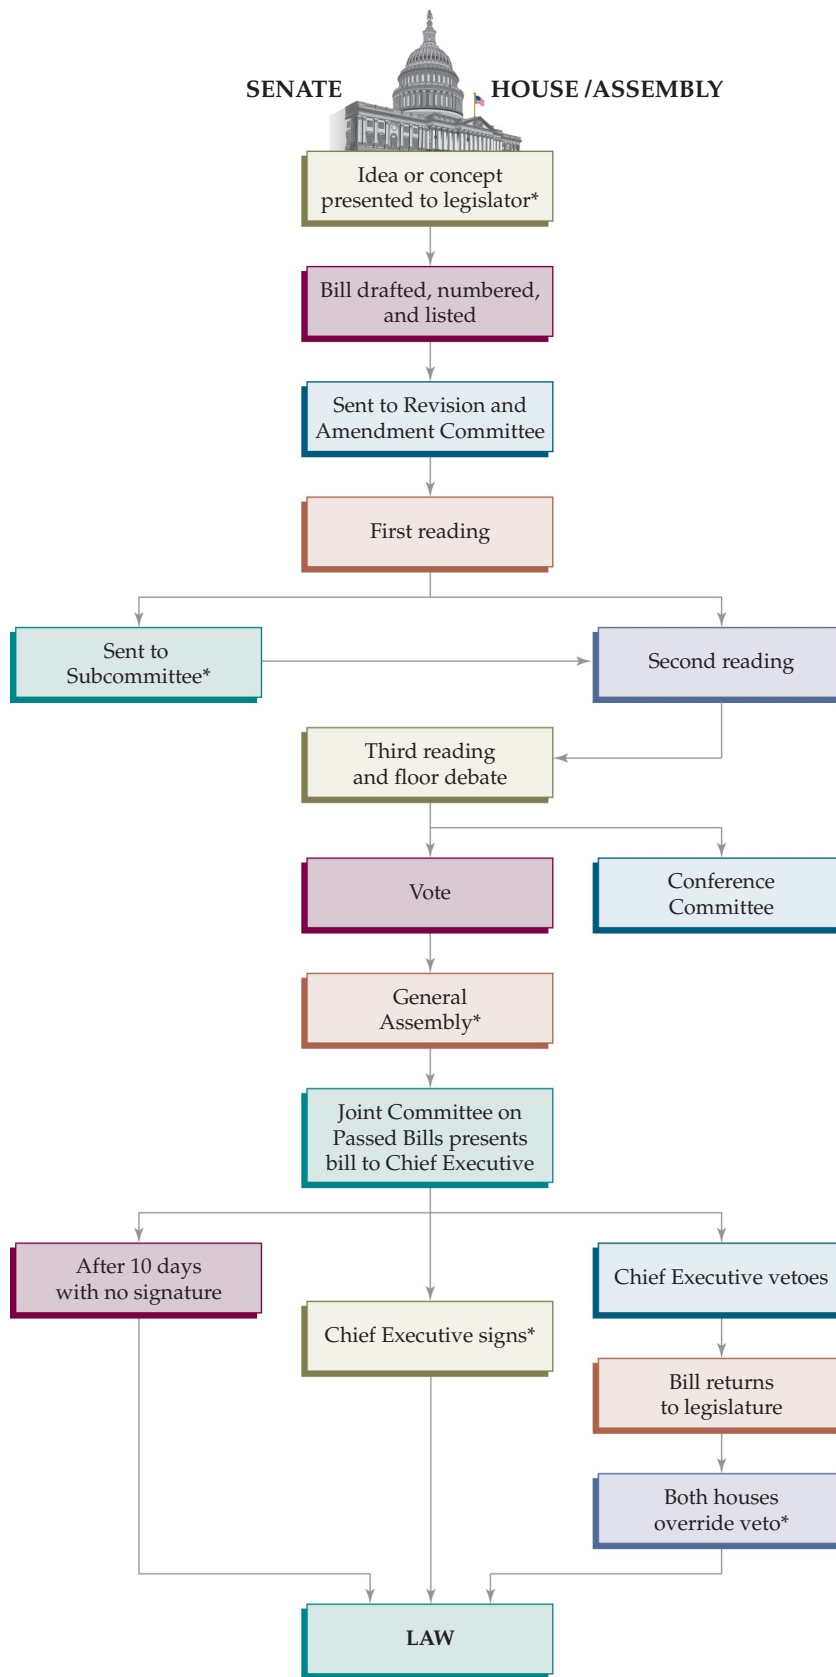 SENATE
HOUSE /ASSEMBLY
Idea or concept
presented to legislator*
Bill drafted, numbered,
and listed
Sent to Revision and
Amendment Committee
First reading
Sent to
Subcommittee*
Second reading
Third reading
and floor debate
Vote
Conference
Committee
General
Assembly*
Joint Committee on
Passed Bills presents
bill to Chief Executive
After 10 days
with no signature
Chief Executive signs*
Chief Executive vetoes
Bill returns
to legislature
Both houses
override veto*
LAW